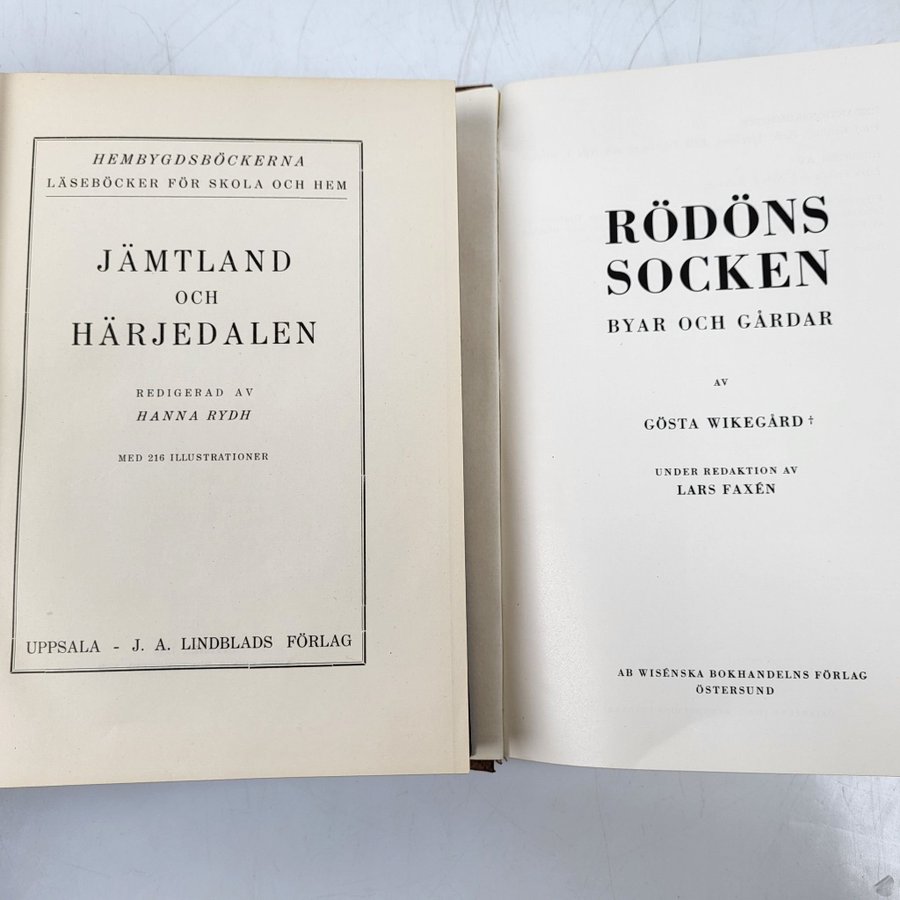 HEMBYGDSBÖCKERNA
LÄSEBÖCKER FÖR SKOLA OCH HEM
JÄMTLAND
OCH
HÄRJEDALEN
REDIGERAD AV
HANNA RYDH
MED 216 ILLUSTRATIONER
UPPSALA - J. A. LINDBLADS FÖRLAG
RÖDÖNS
SOCKEN
BYAR OCH GÅRDAR
AV
GÖSTA WIKEGÅRD †
UNDER REDAKTION AV
LARS FAXÉN
AB WISÉNSKA BOKHANDELNS FÖRLAG
ÖSTERSUND